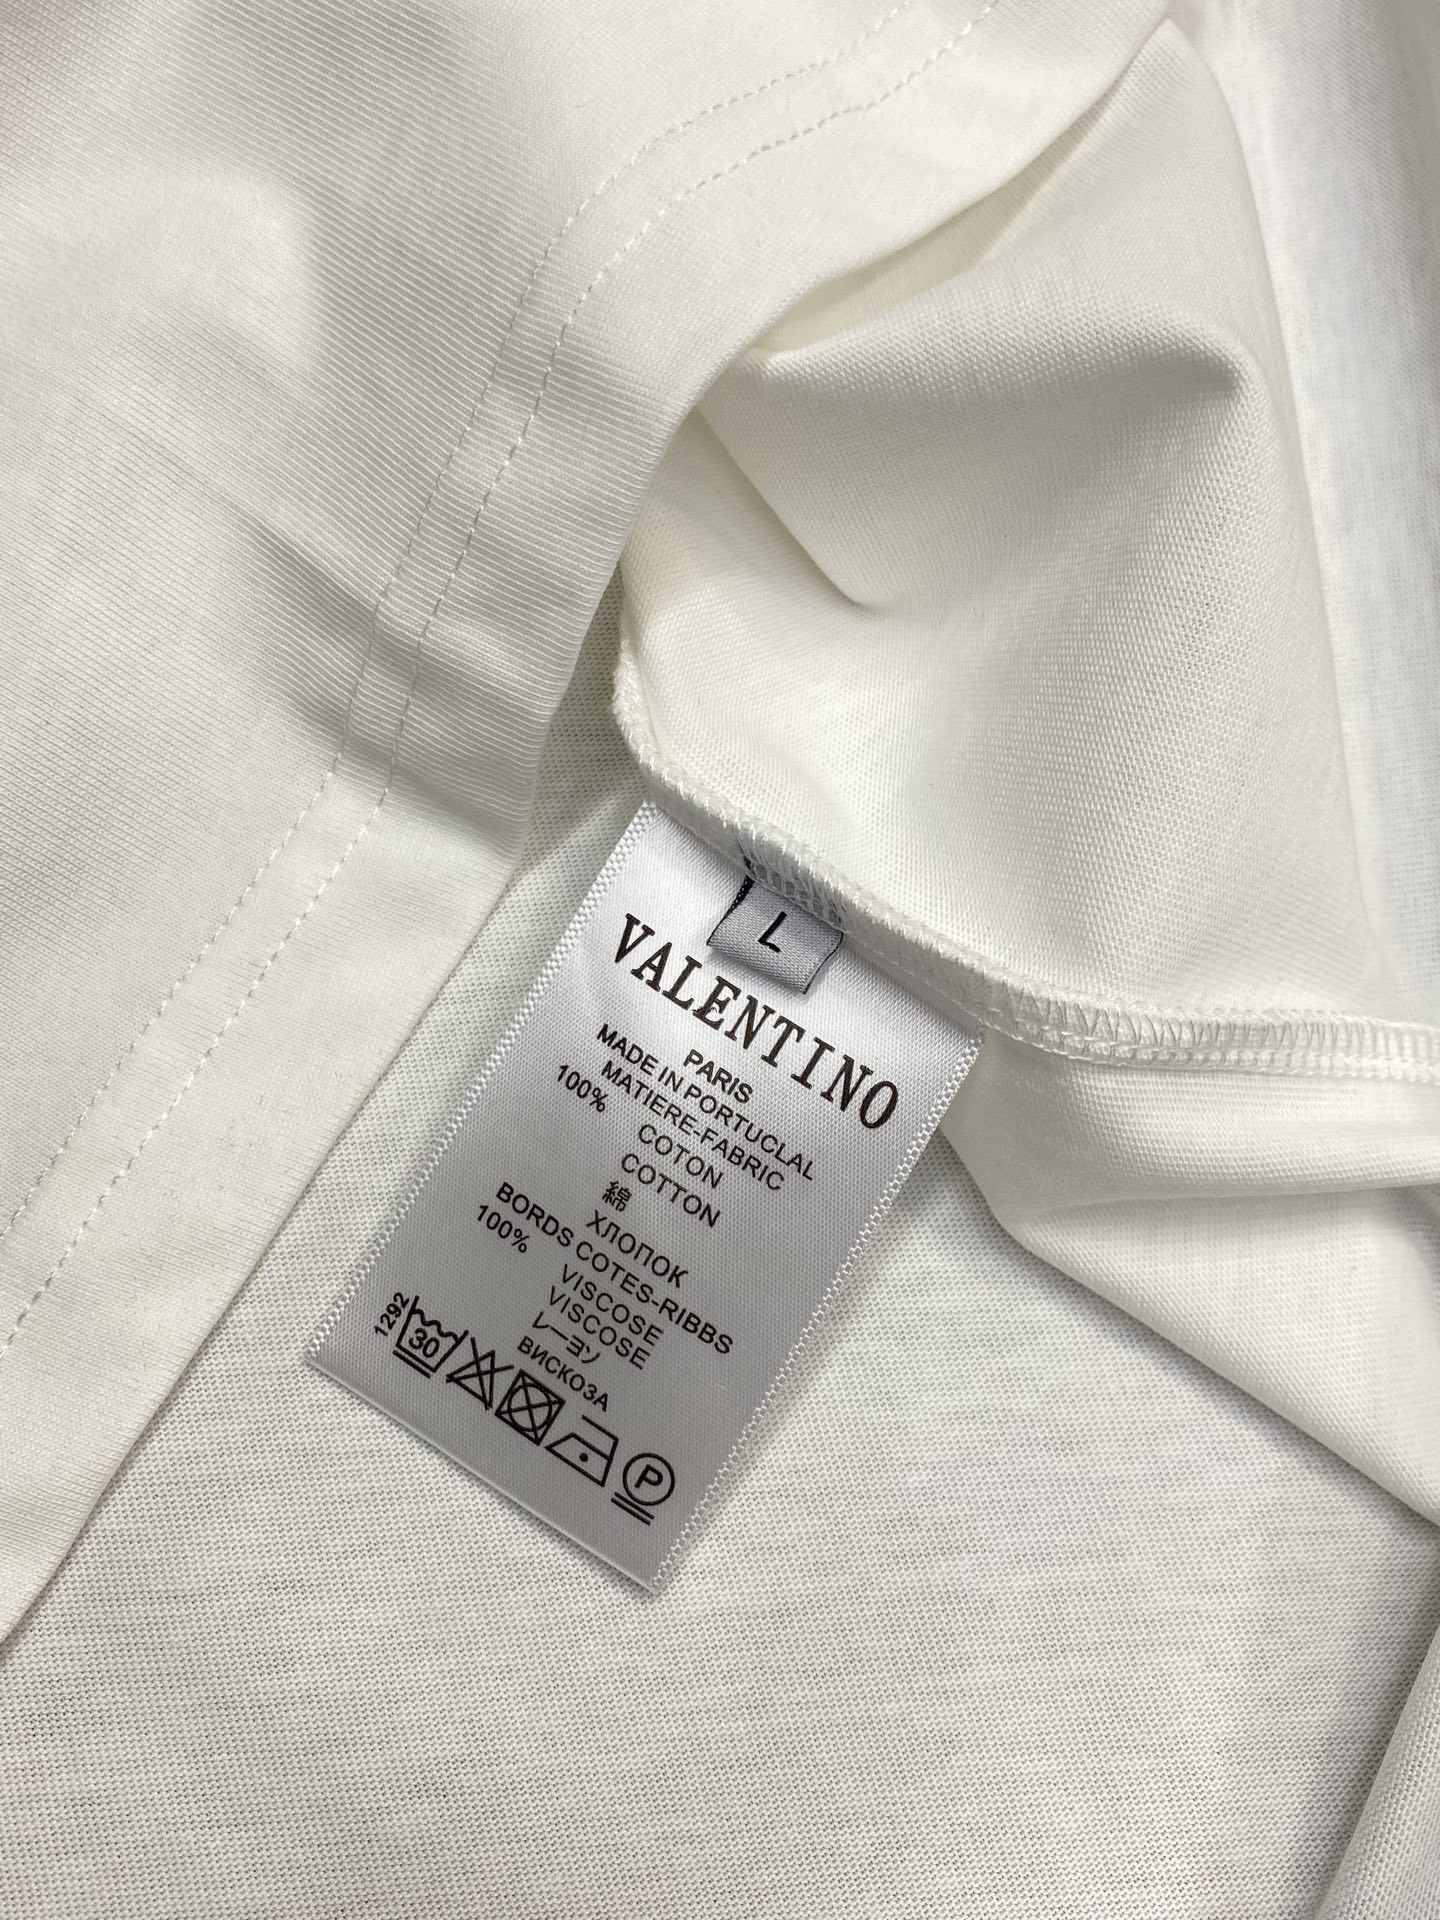 L
VALENTINO
PARIS
MADE IN PORTUCLAL
MATIERE-FABRIC
100% COTON
COTTON
綿
ХЛОПОК
BORDS COTES-RIBBS
100% VISCOSE
VISCOSE
レーヨン
ВИСКОЗА
1292
30
P